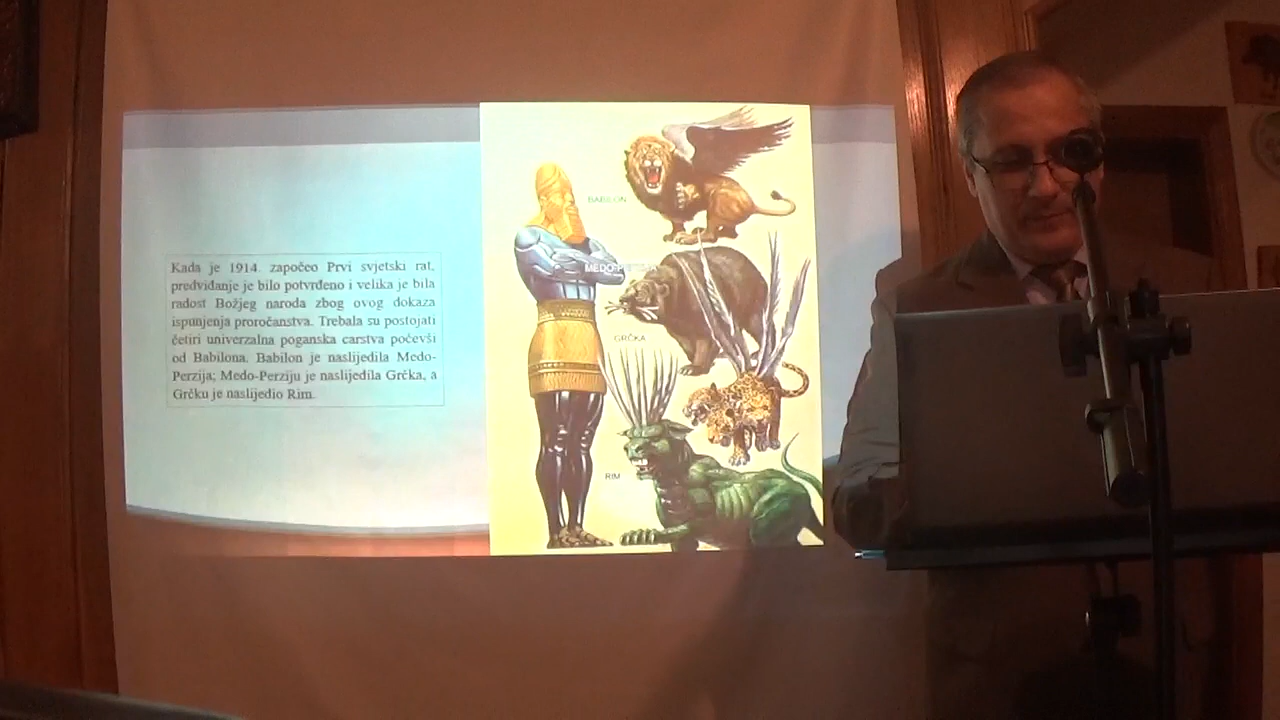 Kada je 1914. započeo Prvi svjetski rat,
predviđanje je bilo potvrđeno i velika je bila
radost Božjeg naroda zbog ovog dokaza
ispunjenja proročanstva. Trebala su postojati
četiri univerzalna poganska carstva počevši
od Babilona. Babilon je naslijedila Medo-
Perzija; Medo-Perziju je naslijedila Grčka, a
Grčku je naslijedio Rim.
BABILON
MEDO-PERZIJA
GRČKA
RIM